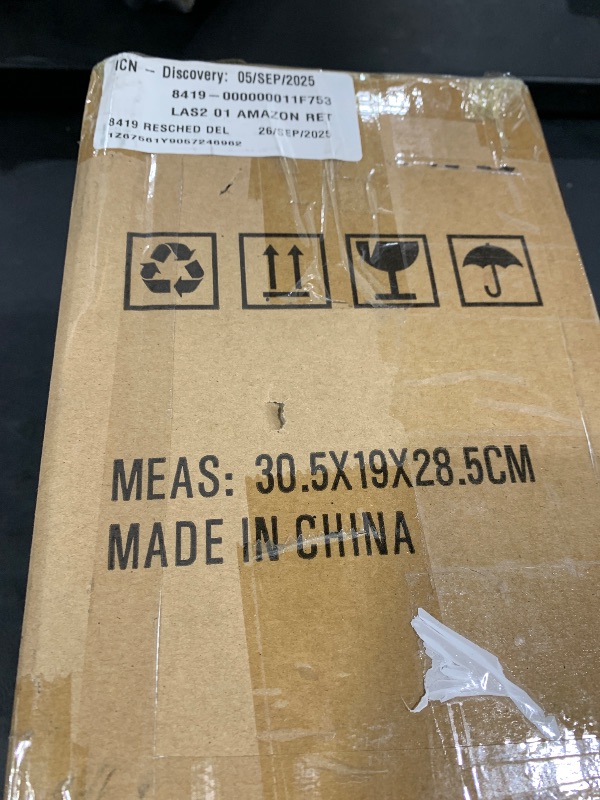 ICN - Discovery: 05/SEP/2025
8419-000000011F753
LAS2 01 AMAZON RET
8419 RESCHED DEL 26/SEP/2025
1Z87561Y9057246962
MEAS: 30.5X19X28.5CM
MADE IN CHINA